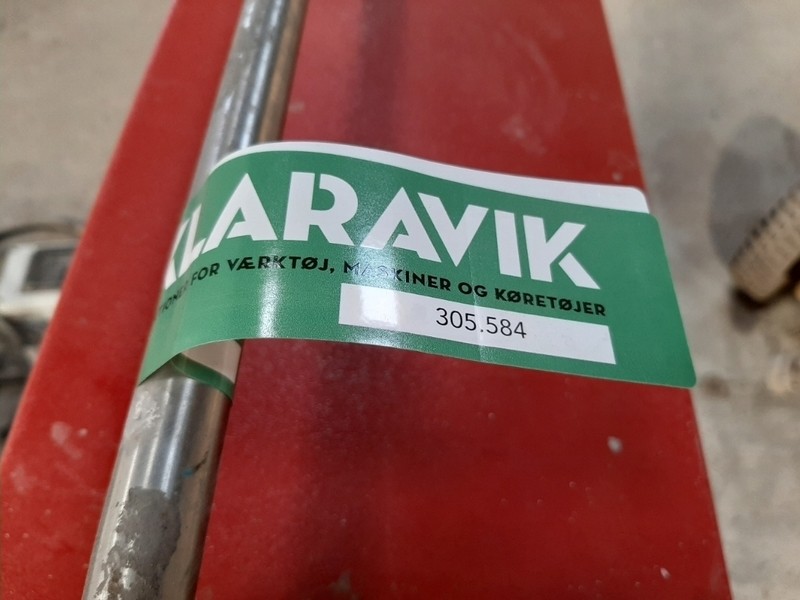 KLARAVIK
FOR VÆRKTØJ, MASKINER OG KØRETØJER
305.584